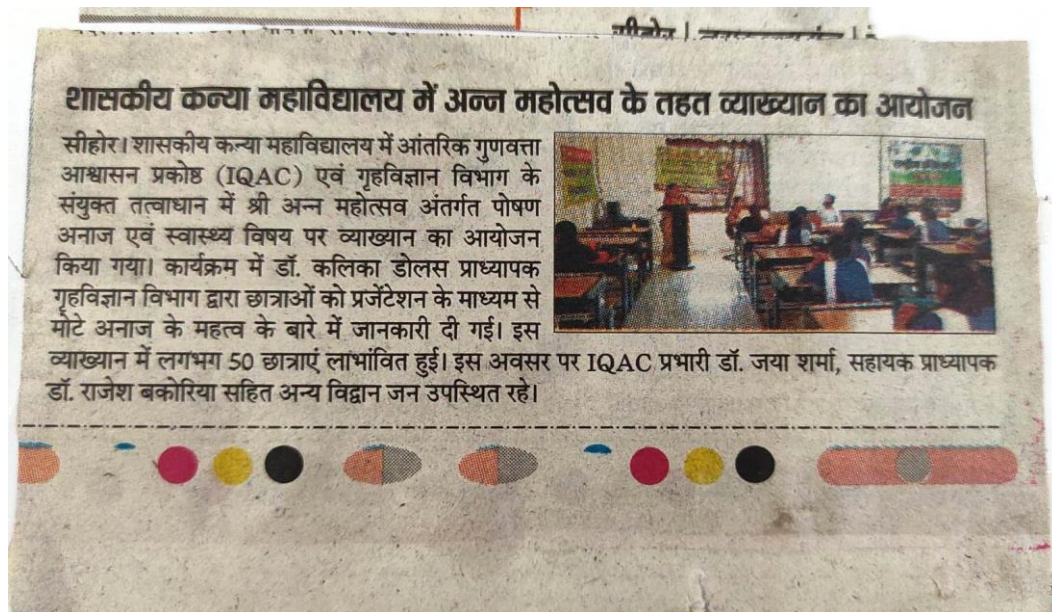 शासकीय कन्या महाविद्यालय में अन्न महोत्सव के तहत व्याख्यान का आयोजन
सीहोर। शासकीय कन्या महाविद्यालय में आंतरिक गुणवत्ता
आश्वासन प्रकोष्ठ (IQAC) एवं गृहविज्ञान विभाग के
संयुक्त तत्वाधान में श्री अन्न महोत्सव अंतर्गत पोषण
अनाज एवं स्वास्थ्य विषय पर व्याख्यान का आयोजन
किया गया। कार्यक्रम में डॉ. कलिका डोलस प्राध्यापक
गृहविज्ञान विभाग द्वारा छात्राओं को प्रजेंटेशन के माध्यम से
मोटे अनाज के महत्व के बारे में जानकारी दी गई। इस
व्याख्यान में लगभग 50 छात्राएं लाभांवित हुई। इस अवसर पर IQAC प्रभारी डॉ. जया शर्मा, सहायक प्राध्यापक
डॉ. राजेश बकोरिया सहित अन्य विद्वान जन उपस्थित रहे।